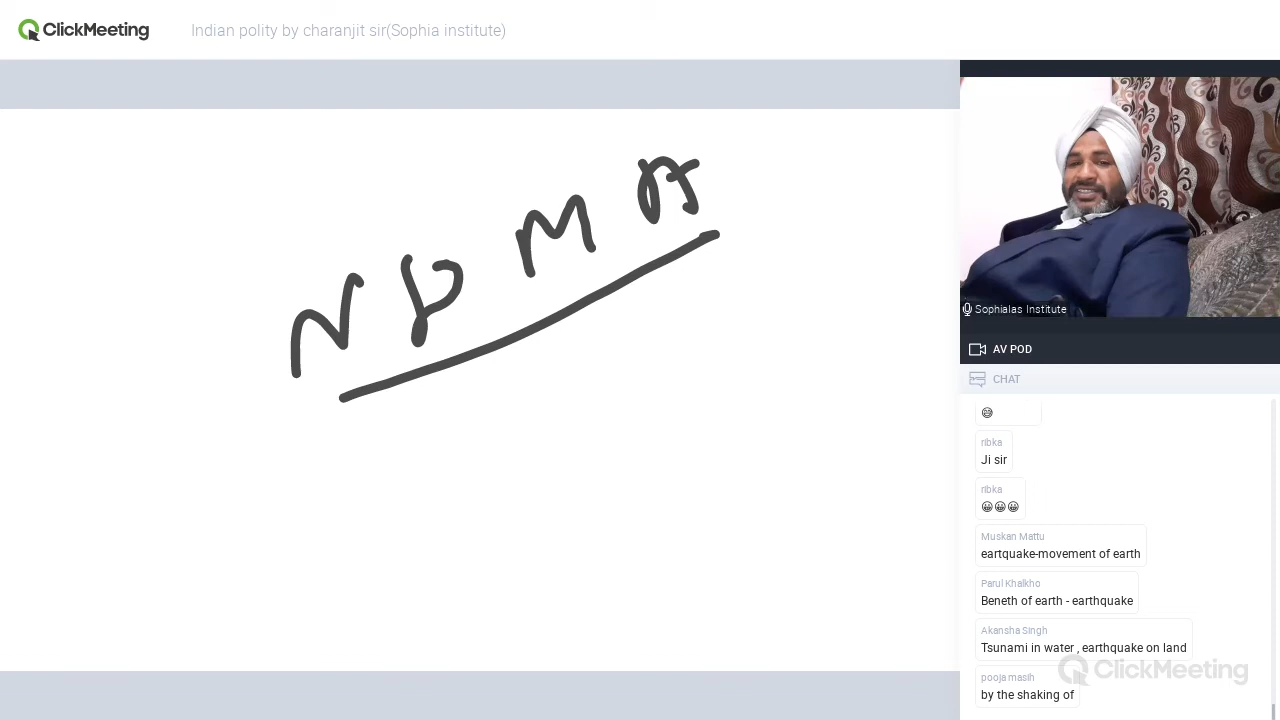 ClickMeeting
Indian polity by charanjit sir(Sophia institute)
N D M A
SophiaIas Institute
AV POD
CHAT
😅
ribka
Ji sir
ribka
😀😀😀
Muskan Mattu
eartquake-movement of earth
Parul Khalkho
Beneth of earth - earthquake
Akansha Singh
Tsunami in water , earthquake on land
pooja masih
by the shaking of
ClickMeeting